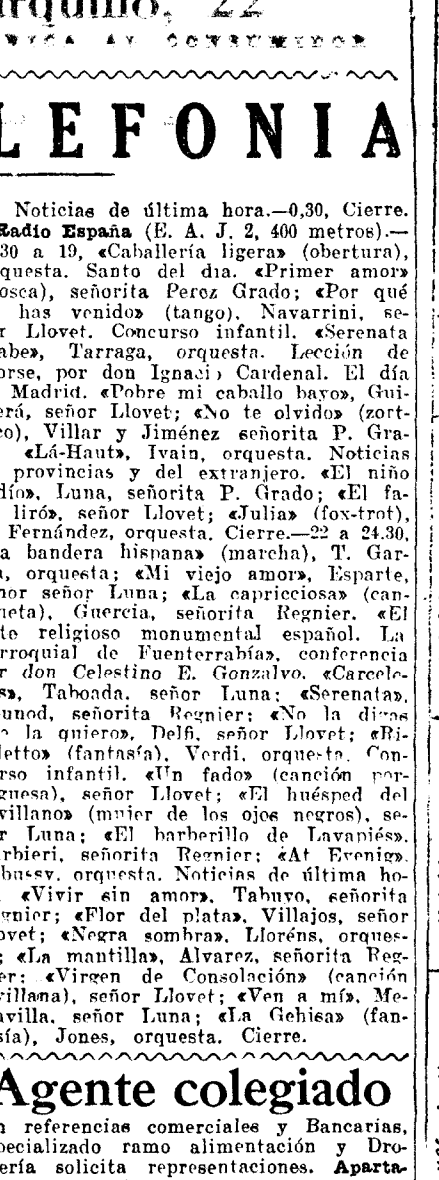 arquillo, 22
RICA AL CONSUMIDOR
LEFONIA
Noticias de última hora.—0,30, Cierre.
Radio España (E. A. J. 2, 400 metros).—
30 a 19, «Caballería ligera» (obertura),
questa. Santo del dia. «Primer amor»
osca), señorita Perez Grado; «Por qué
has venido» (tango), Navarrini, se-
r Llovet. Concurso infantil. «Serenata
abe», Tarraga, orquesta. Lección de
orse, por don Ignacio Cardenal. El día
Madrid. «Pobre mi caballo bayo», Gui-
erá, señor Llovet; «No te olvido» (zort-
co), Villar y Jiménez señorita P. Gra-
«Lá-Haut», Ivain, orquesta. Noticias
provincias y del extranjero. «El niño
dío», Luna, señorita P. Grado; «El fa-
liró», señor Llovet; «Julia» (fox-trot),
Fernández, orquesta. Cierre.—22 a 24.30,
a bandera hispana» (marcha), T. Gar-
a, orquesta; «Mi viejo amor», Esparte,
nor señor Luna; «La capricciosa» (can-
neta), Guercia, señorita Regnier. «El
te religioso monumental español. La
rroquial de Fuenterrabía», conferencia
r don Celestino E. Gonzalvo. «Carcele-
s», Taboada, señor Luna; «Serenata»,
unod, señorita Regnier; «No la digas
la quiero», Delfi, señor Llovet; «Ri-
letto» (fantasía), Verdi, orquesta. Con-
rso infantil. «Un fado» (canción por-
guesa), señor Llovet; «El huésped del
villano» (mujer de los ojos negros), se-
r Luna; «El barberillo de Lavapiés»,
rbieri, señorita Regnier; «At Evenig»,
bussy, orquesta. Noticias de última ho-
«Vivir sin amor», Tabuyo, señorita
gnier; «Flor del plata», Villajos, señor
ovet; «Negra sombra», Lloréns, orques-
; «La mantilla», Alvarez, señorita Reg-
er; «Virgen de Consolación» (canción
villana), señor Llovet; «Ven a mí», Me-
avilla, señor Luna; «La Gehisa» (fan-
sía), Jones, orquesta. Cierre.
Agente colegiado
n referencias comerciales y Bancarias,
pecializado ramo alimentación y Dro-
ería solicita representaciones. Aparta-